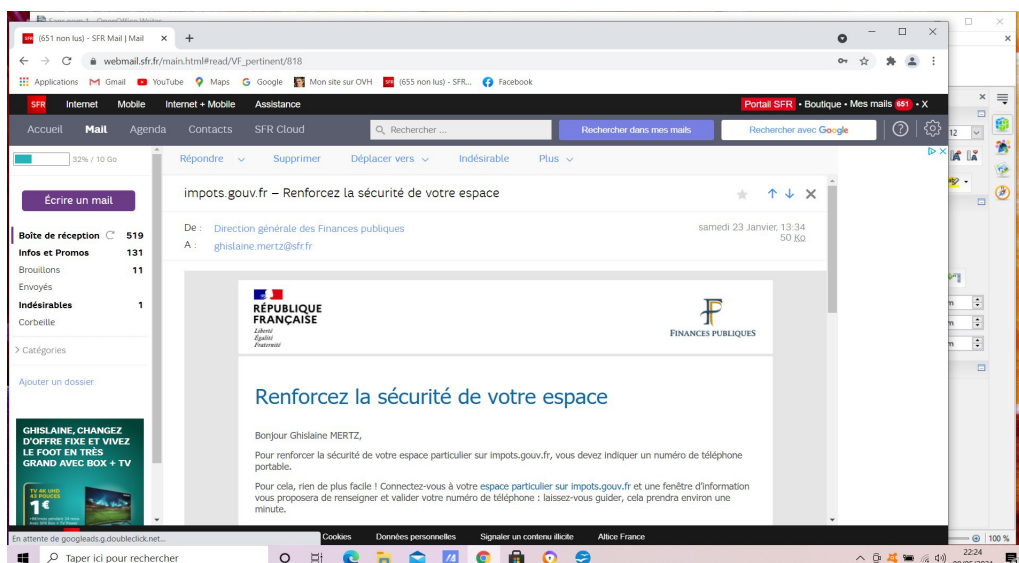 (651 non lus) - SFR Mail | Mail
webmail.sfr.fr/main.html#read/VF_pertinent/818
Applications Gmail YouTube Maps Google Mon site sur OVH (655 non lus) - SFR... Facebook
SFR Internet Mobile Internet + Mobile Assistance Portail SFR • Boutique • Mes mails 651 • X
Accueil Mail Agenda Contacts SFR Cloud Rechercher ... Rechercher dans mes mails Rechercher avec Google
32% / 10 Go
Répondre Supprimer Déplacer vers Indésirable Plus
12
Écrire un mail
impots.gouv.fr – Renforcez la sécurité de votre espace
Boîte de réception 519
Infos et Promos 131
Brouillons 11
Envoyés
Indésirables 1
Corbeille
Catégories
Ajouter un dossier
De : Direction générale des Finances publiques
samedi 23 Janvier, 13:34
A : ghislaine.mertz@sfr.fr
50 Ko
RÉPUBLIQUE
FRANÇAISE
Liberté
Égalité
Fraternité
FINANCES PUBLIQUES
Renforcez la sécurité de votre espace
Bonjour Ghislaine MERTZ,
Pour renforcer la sécurité de votre espace particulier sur impots.gouv.fr, vous devez indiquer un numéro de téléphone
portable.
Pour cela, rien de plus facile ! Connectez-vous à votre espace particulier sur impots.gouv.fr et une fenêtre d'information
vous proposera de renseigner et valider votre numéro de téléphone : laissez-vous guider, cela prendra environ une
minute.
GHISLAINE, CHANGEZ
D'OFFRE FIXE ET VIVEZ
LE FOOT EN TRÈS
GRAND AVEC BOX + TV
TV 4K UHD
43 POUCES
1€
En attente de googleads.g.doubleclick.net...
Cookies Données personnelles Signaler un contenu illicite Altice France
100 %
Taper ici pour rechercher
22:24